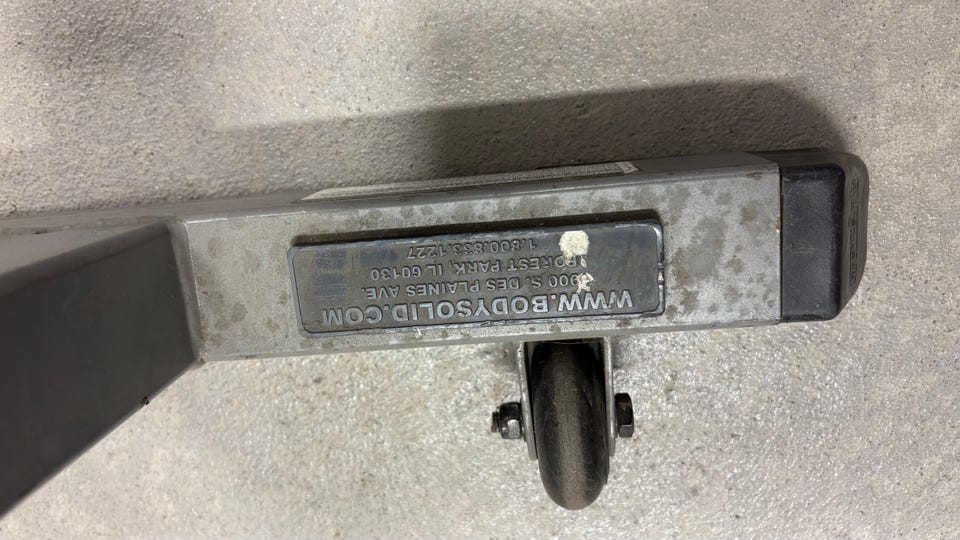 WWW.BODYSOLID.COM
S. DES PLAINES AVE.
FOREST PARK, IL 60130
1.800.833.1227